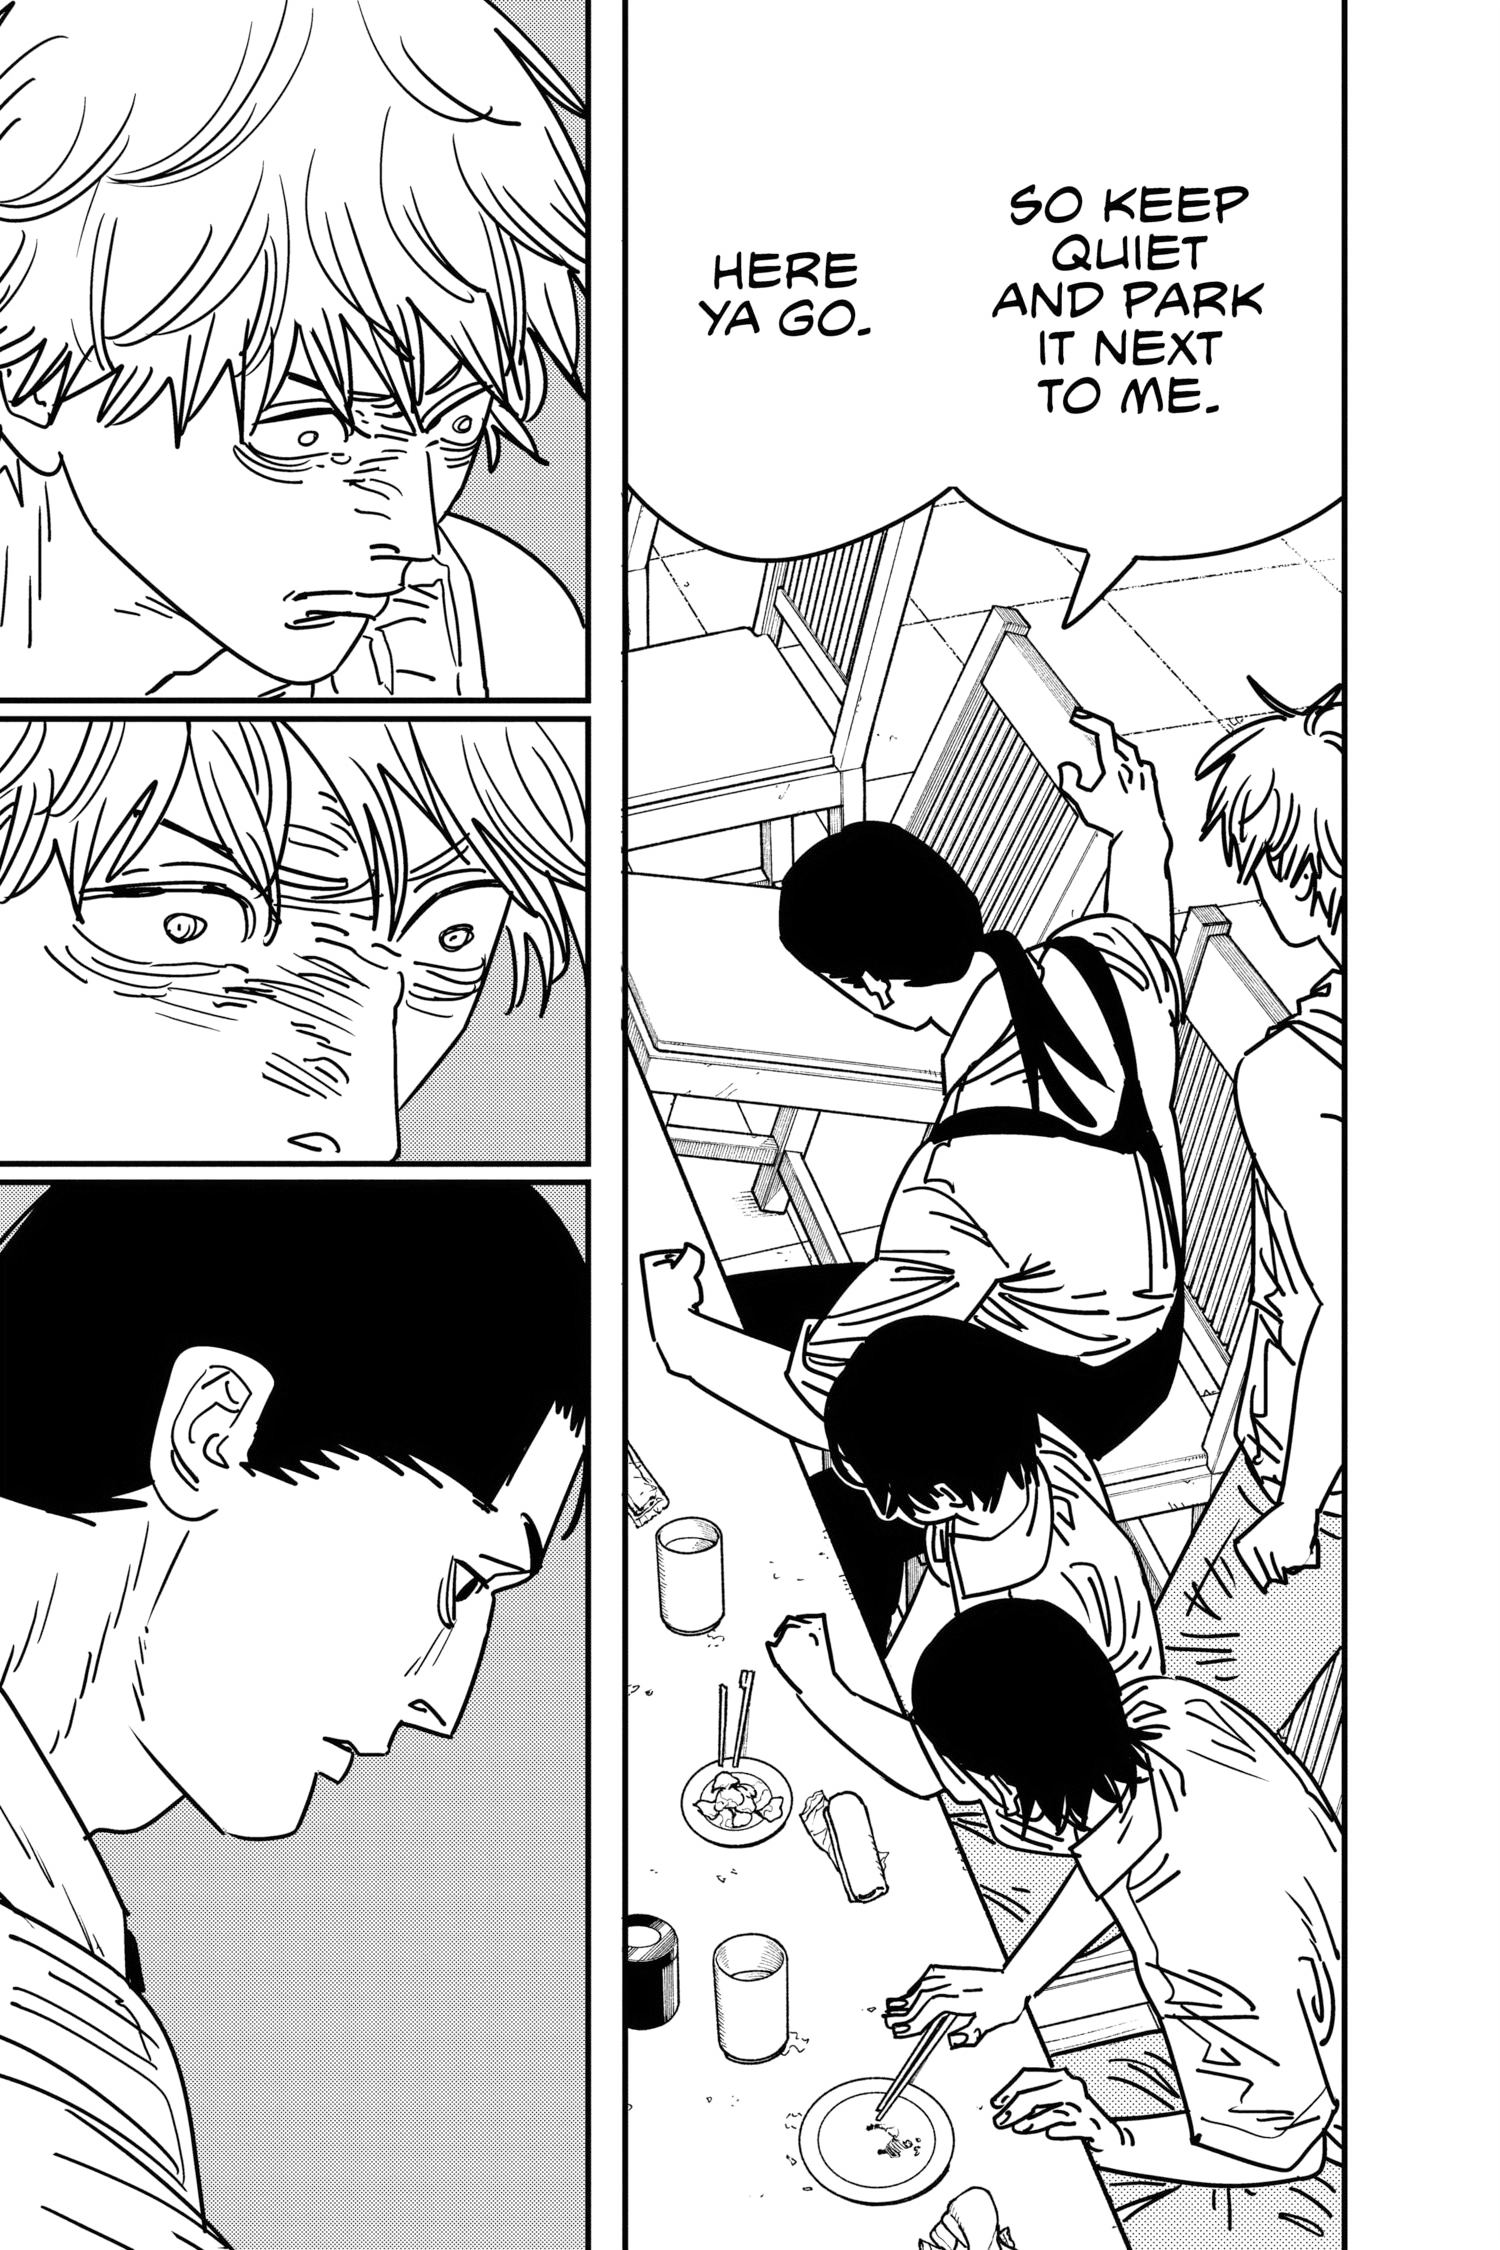 SO KEEP
QUIET
AND PARK
IT NEXT
TO ME.
HERE
YA GO.